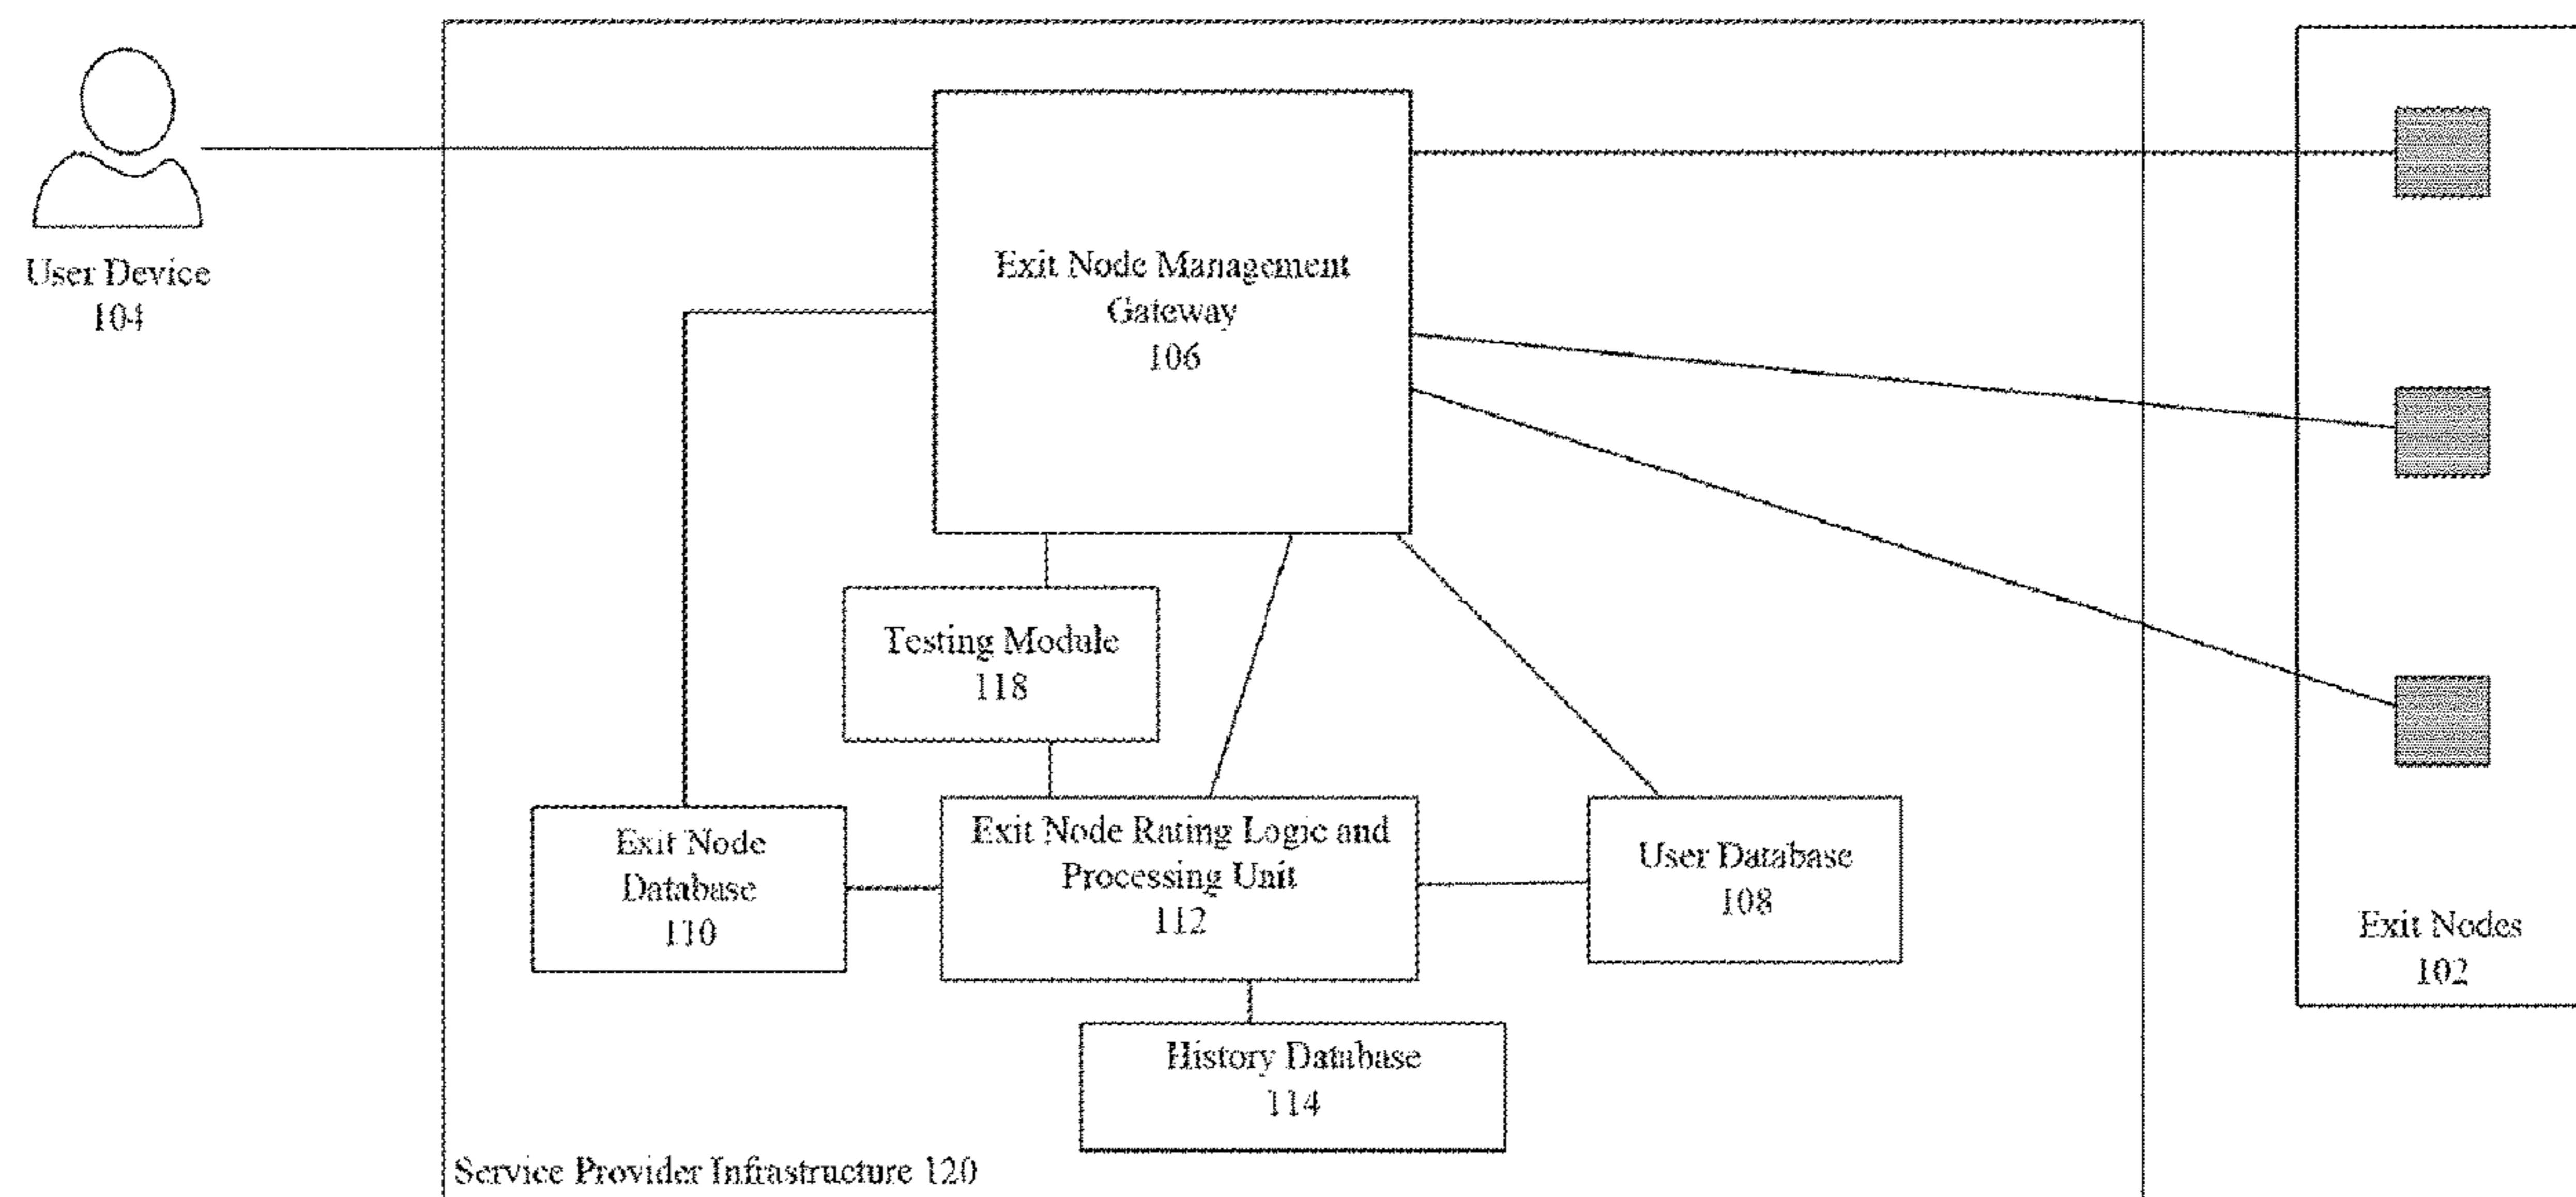 User Device
104
Exit Node Management
Gateway
106
Testing Module
118
Exit Node
Database
110
Exit Node Rating Logic and
Processing Unit
112
User Database
108
Exit Nodes
102
History Database
114
Service Provider Infrastructure 120